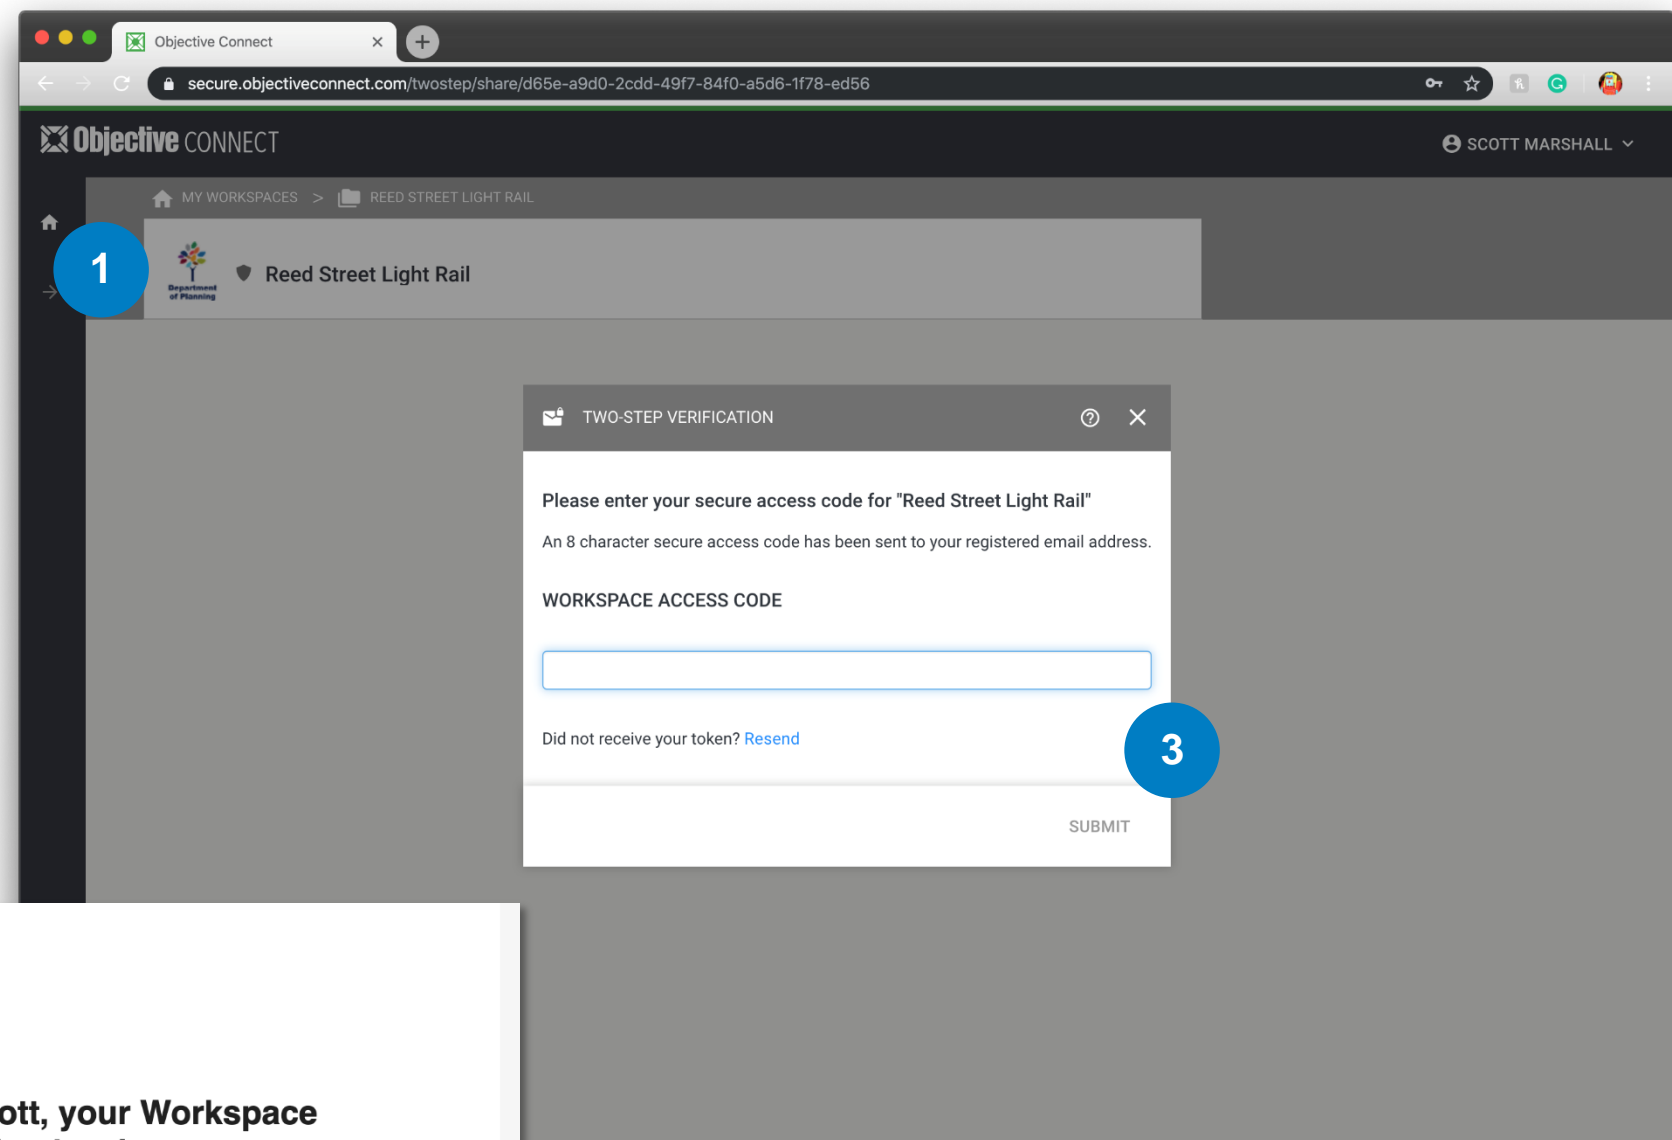 Objective Connect
secure.objectiveconnect.com/twostep/share/d65e-a9d0-2cdd-49f7-84f0-a5d6-1f78-ed56
Objective CONNECT
SCOTT MARSHALL
MY WORKSPACES > REED STREET LIGHT RAIL
1
Department
of Planning
Reed Street Light Rail
TWO-STEP VERIFICATION
Please enter your secure access code for "Reed Street Light Rail"
An 8 character secure access code has been sent to your registered email address.
WORKSPACE ACCESS CODE
Did not receive your token? Resend
3
SUBMIT
ott, your Workspace